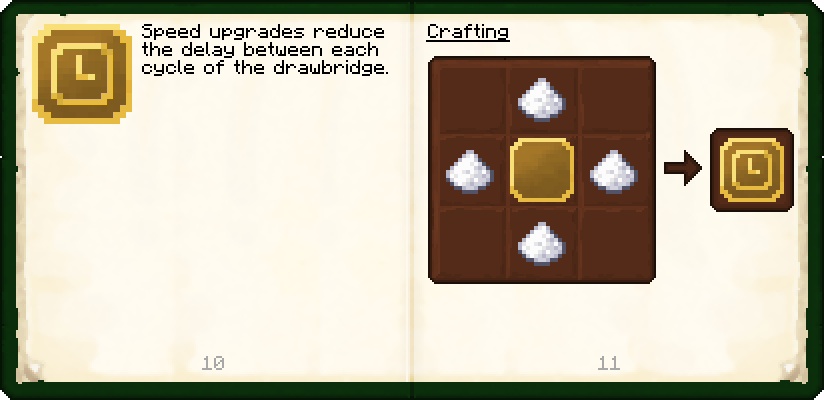 Speed upgrades reduce
the delay between each
cycle of the drawbridge.
10
Crafting
11